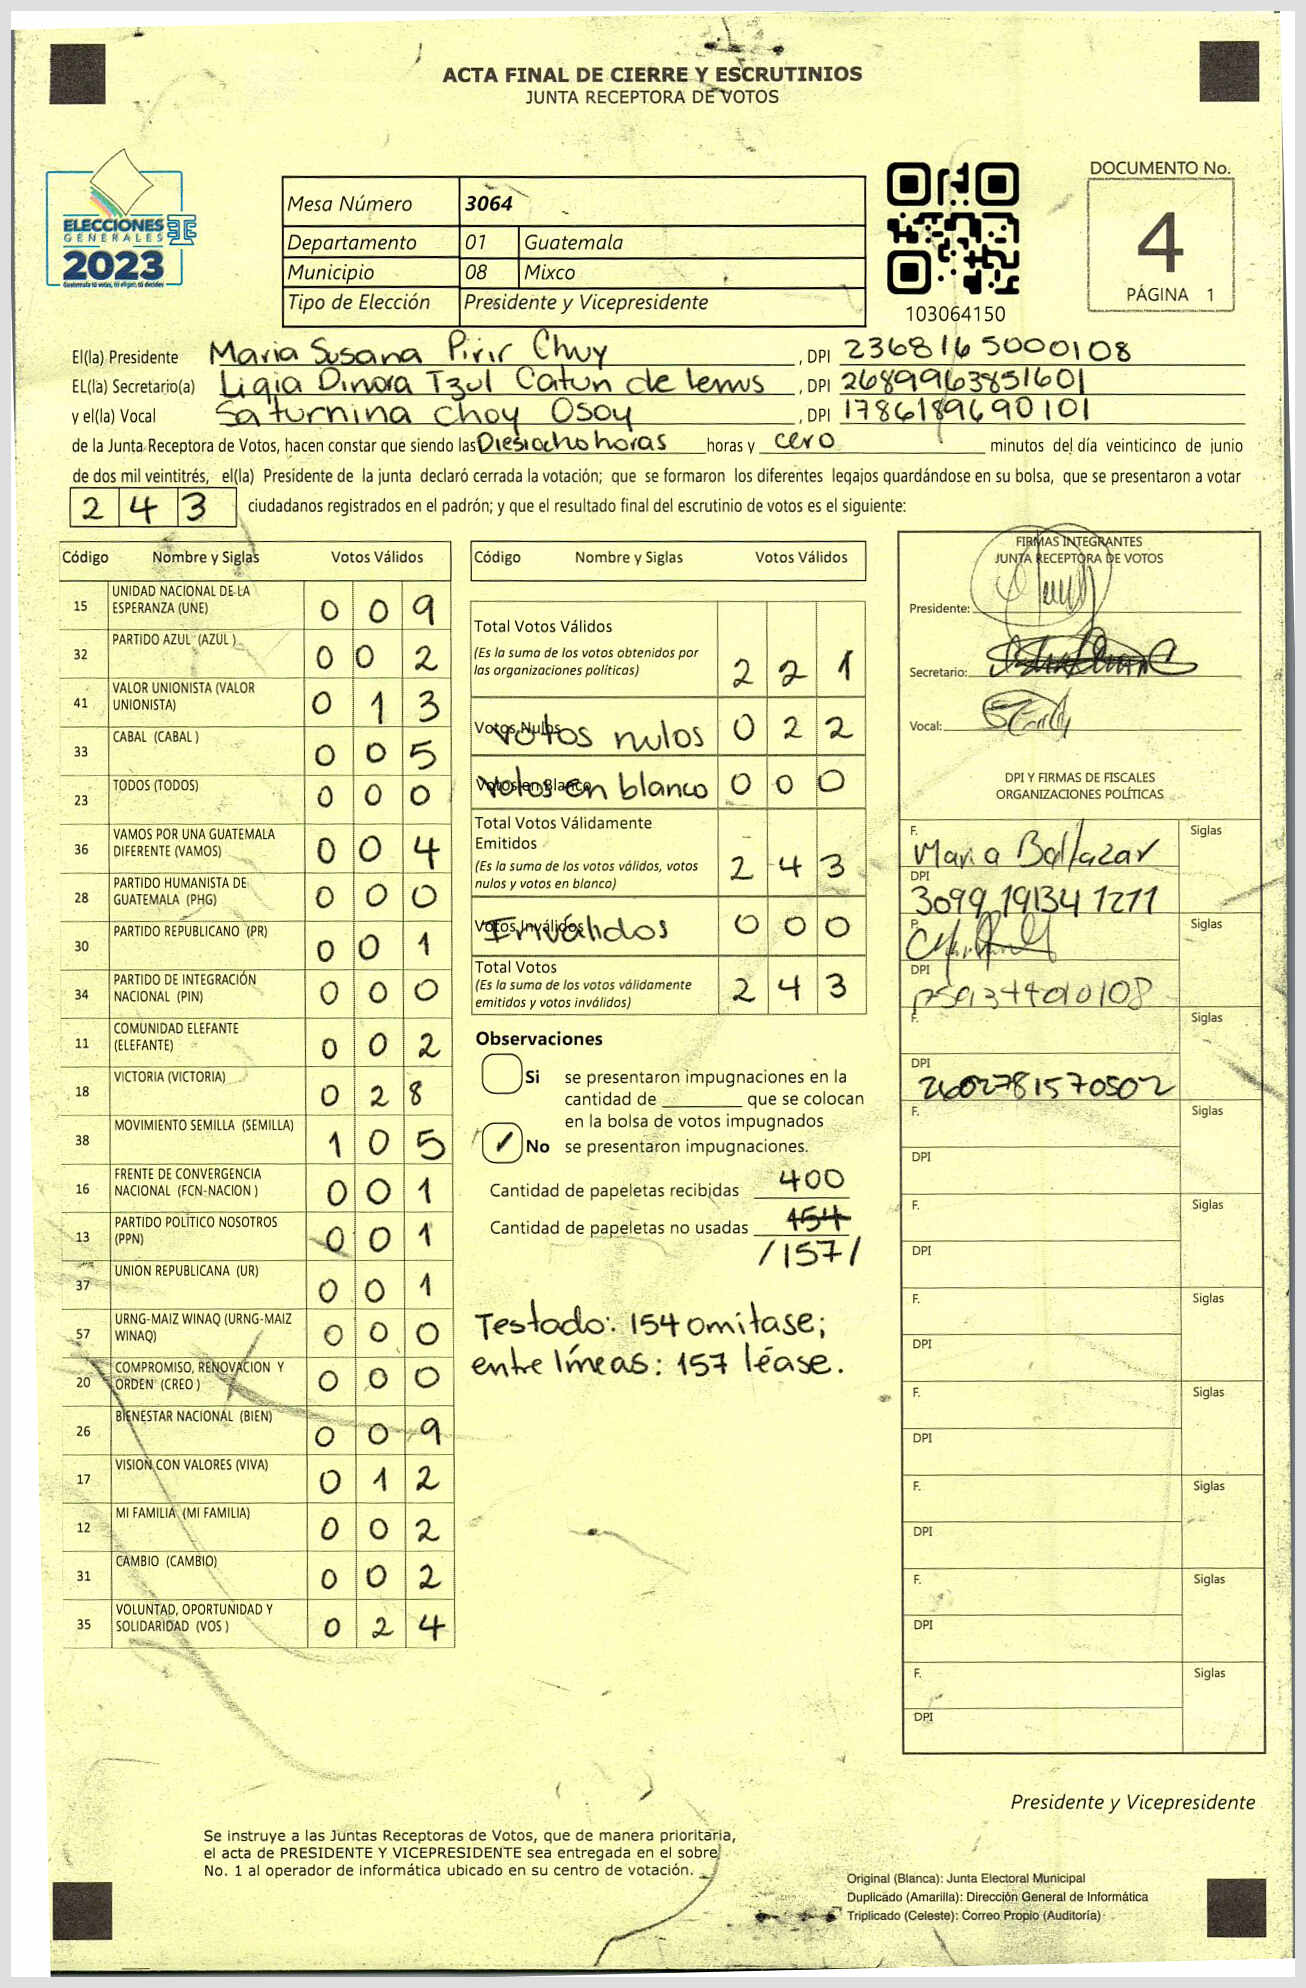 ACTA FINAL DE CIERRE Y ESCRUTINIOS
JUNTA RECEPTORA DE VOTOS
ELECCIONES
GENERALES
2023
Guatemala tú votas, tú eliges, tú decides
Mesa Número 3064
Departamento 01 Guatemala
Municipio 08 Mixco
Tipo de Elección Presidente y Vicepresidente
103064150
DOCUMENTO No.
4
PÁGINA 1
El(la) Presidente Maria Susana Pirir Chuy, DPI 2368165000108
EL(la) Secretario(a) Ligia Dinora Tzul Catun de lemus, DPI 2689963851601
y el(la) Vocal Saturnina Choy Osoy, DPI 1786189690101
de la Junta Receptora de Votos, hacen constar que siendo las Diesiocho horas horas y cero minutos del día veinticinco de junio
de dos mil veintitrés, el(la) Presidente de la junta declaró cerrada la votación; que se formaron los diferentes legajos guardándose en su bolsa, que se presentaron a votar
243 ciudadanos registrados en el padrón; y que el resultado final del escrutinio de votos es el siguiente:
Código Nombre y Siglas Votos Válidos
15 UNIDAD NACIONAL DE LA ESPERANZA (UNE) 0 0 9
32 PARTIDO AZUL (AZUL ) 0 0 2
41 VALOR UNIONISTA (VALOR UNIONISTA) 0 1 3
33 CABAL (CABAL ) 0 0 5
23 TODOS (TODOS) 0 0 0
36 VAMOS POR UNA GUATEMALA DIFERENTE (VAMOS) 0 0 4
28 PARTIDO HUMANISTA DE GUATEMALA (PHG) 0 0 0
30 PARTIDO REPUBLICANO (PR) 0 0 1
34 PARTIDO DE INTEGRACIÓN NACIONAL (PIN) 0 0 0
11 COMUNIDAD ELEFANTE (ELEFANTE) 0 0 2
18 VICTORIA (VICTORIA) 0 2 8
38 MOVIMIENTO SEMILLA (SEMILLA) 1 0 5
16 FRENTE DE CONVERGENCIA NACIONAL (FCN-NACION ) 0 0 1
13 PARTIDO POLÍTICO NOSOTROS (PPN) 0 0 1
37 UNION REPUBLICANA (UR) 0 0 1
57 URNG-MAIZ WINAQ (URNG-MAIZ WINAQ) 0 0 0
20 COMPROMISO, RENOVACION Y ORDEN (CREO ) 0 0 0
26 BIENESTAR NACIONAL (BIEN) 0 0 9
17 VISION CON VALORES (VIVA) 0 1 2
12 MI FAMILIA (MI FAMILIA) 0 0 2
31 CAMBIO (CAMBIO) 0 0 2
35 VOLUNTAD, OPORTUNIDAD Y SOLIDARIDAD (VOS ) 0 2 4
Código Nombre y Siglas Votos Válidos
Total Votos Válidos
(Es la suma de los votos obtenidos por
las organizaciones políticas) 2 2 1
Votos Nulos votos nulos 0 2 2
Votos en Blanco Votos en blanco 0 0 0
Total Votos Válidamente
Emitidos
(Es la suma de los votos válidos, votos
nulos y votos en blanco) 2 4 3
Votos Inválidos Inválidos 0 0 0
Total Votos
(Es la suma de los votos válidamente
emitidos y votos inválidos) 2 4 3
Observaciones
Si se presentaron impugnaciones en la
cantidad de ________ que se colocan
en la bolsa de votos impugnados
No se presentaron impugnaciones.
Cantidad de papeletas recibidas 400
Cantidad de papeletas no usadas 154
/157/
Testado: 154 omitase;
entre líneas: 157 léase.
FIRMAS INTEGRANTES
JUNTA RECEPTORA DE VOTOS
Presidente:
Secretario:
Vocal:
DPI Y FIRMAS DE FISCALES
ORGANIZACIONES POLÍTICAS
F. Maria Baltazar Siglas
DPI 3099 19134 1211
F. Siglas
DPI
F. Siglas
DPI 2602781570502
F. Siglas
DPI
F. Siglas
DPI
F. Siglas
DPI
F. Siglas
DPI
F. Siglas
DPI
F. Siglas
DPI
F. Siglas
DPI
Presidente y Vicepresidente
Se instruye a las Juntas Receptoras de Votos, que de manera prioritaria,
el acta de PRESIDENTE Y VICEPRESIDENTE sea entregada en el sobre
No. 1 al operador de informática ubicado en su centro de votación.
Original (Blanca): Junta Electoral Municipal
Duplicado (Amarilla): Dirección General de Informática
Triplicado (Celeste): Correo Propio (Auditoría)